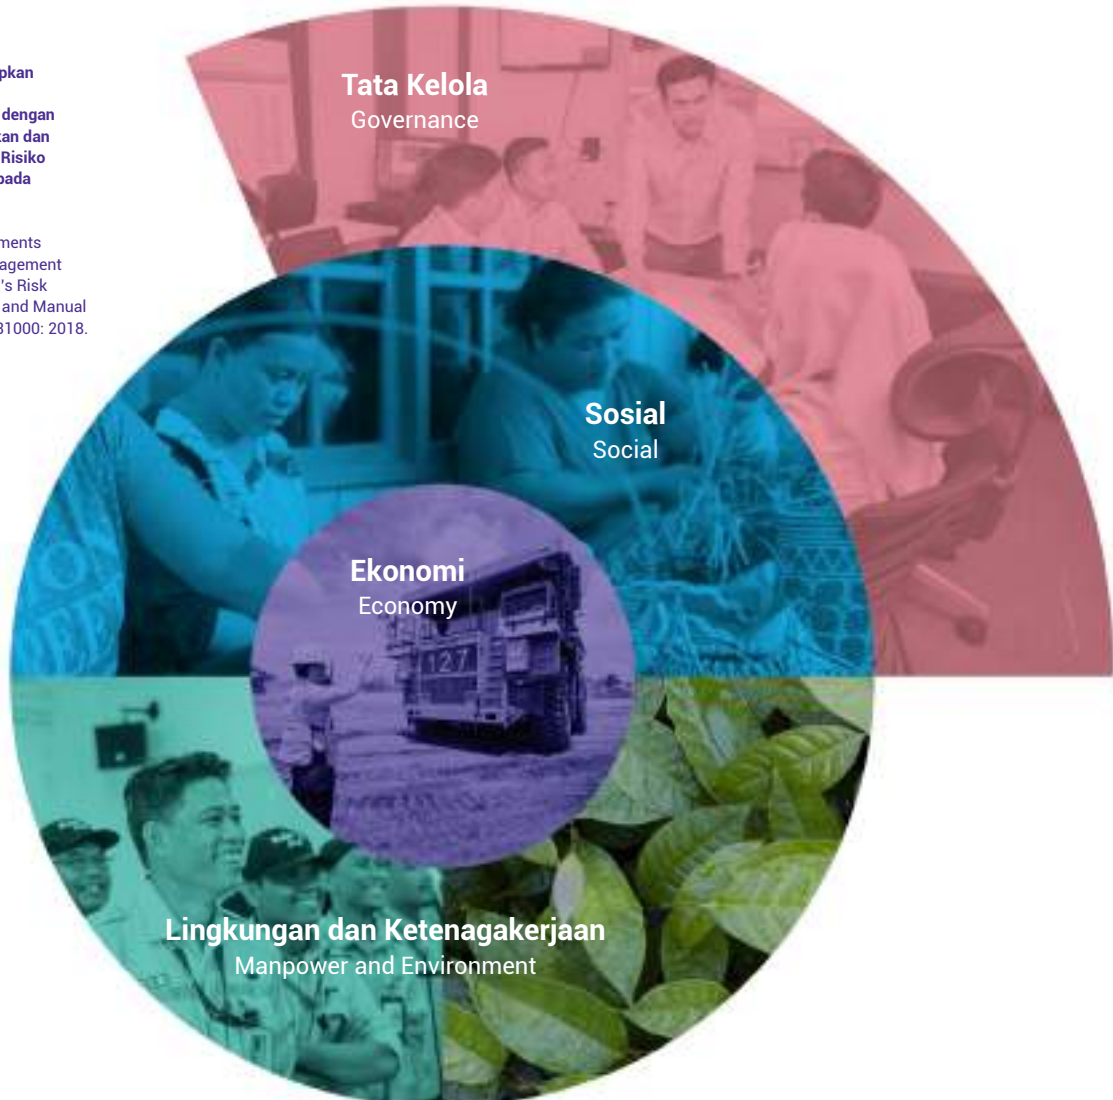 pkan
dengan
kan dan
Risiko
pada
ments
agement
's Risk
and Manual
31000: 2018.
Tata Kelola
Governance
Sosial
Social
Ekonomi
Economy
127
Lingkungan dan Ketenagakerjaan
Manpower and Environment